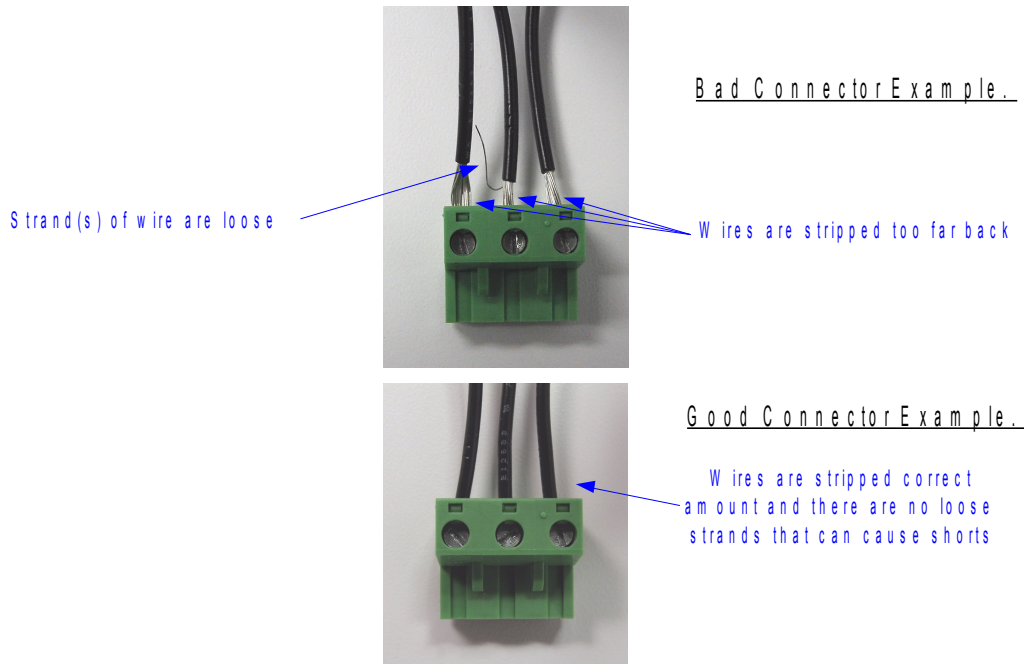 Bad Connector Example.
Strand(s) of wire are loose
Wires are stripped too far back
Good Connector Example.
Wires are stripped correct
amount and there are no loose
strands that can cause shorts